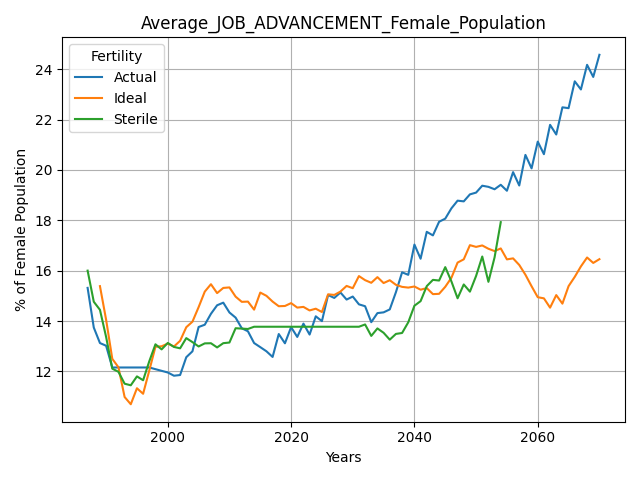 Average_JOB_ADVANCEMENT_Female_Population
Fertility
Actual
Ideal
Sterile
% of Female Population
24
22
20
18
16
14
12
2000
2020
2040
2060
Years